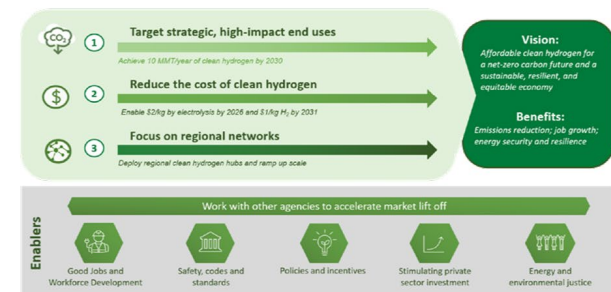 CO₂
1
Target strategic, high-impact end uses
Achieve 10 MMT/year of clean hydrogen by 2030
$
2
Reduce the cost of clean hydrogen
Enable $2/kg by electrolysis by 2026 and $1/kg H₂ by 2031
3
Focus on regional networks
Deploy regional clean hydrogen hubs and ramp up scale
Vision:
Affordable clean hydrogen for
a net-zero carbon future and a
sustainable, resilient, and
equitable economy
Benefits:
Emissions reduction; job growth;
energy security and resilience
Enablers
Work with other agencies to accelerate market lift off
Good Jobs and
Workforce Development
Safety, codes and
standards
Policies and incentives
Stimulating private
sector investment
Energy and
environmental justice